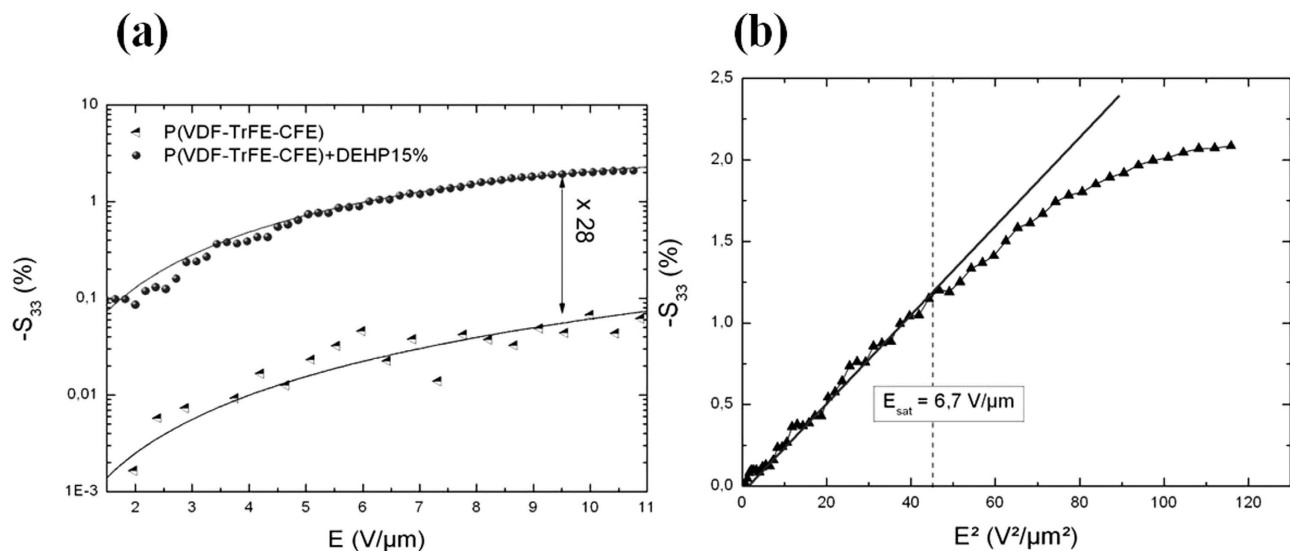 (a)
10
1
0,1
0,01
1E-3
-S33 (%)
P(VDF-TrFE-CFE)
P(VDF-TrFE-CFE)+DEHP15%
x 28
2 3 4 5 6 7 8 9 10 11
E (V/µm)
(b)
2,5
2,0
1,5
1,0
0,5
0,0
-S33 (%)
Esat = 6,7 V/µm
0 20 40 60 80 100 120
E² (V²/µm²)